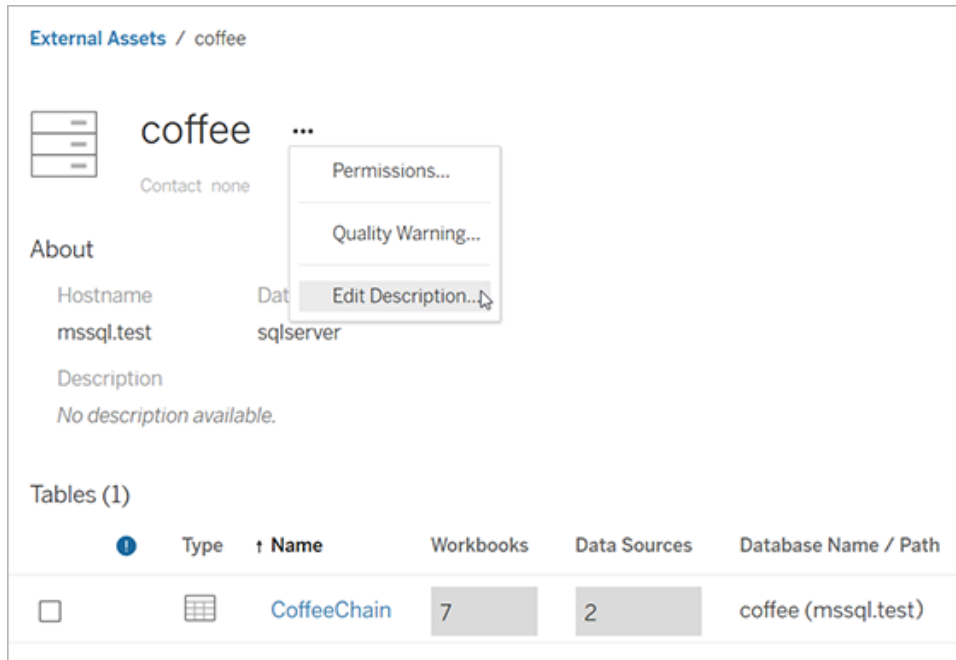 External Assets / coffee
coffee ...
Contact none
Permissions...
Quality Warning...
Edit Description...
About
Hostname
mssql.test
sqlserver
Description
No description available.
Tables (1)
Type ↑ Name Workbooks Data Sources Database Name / Path
CoffeeChain 7 2 coffee (mssql.test)